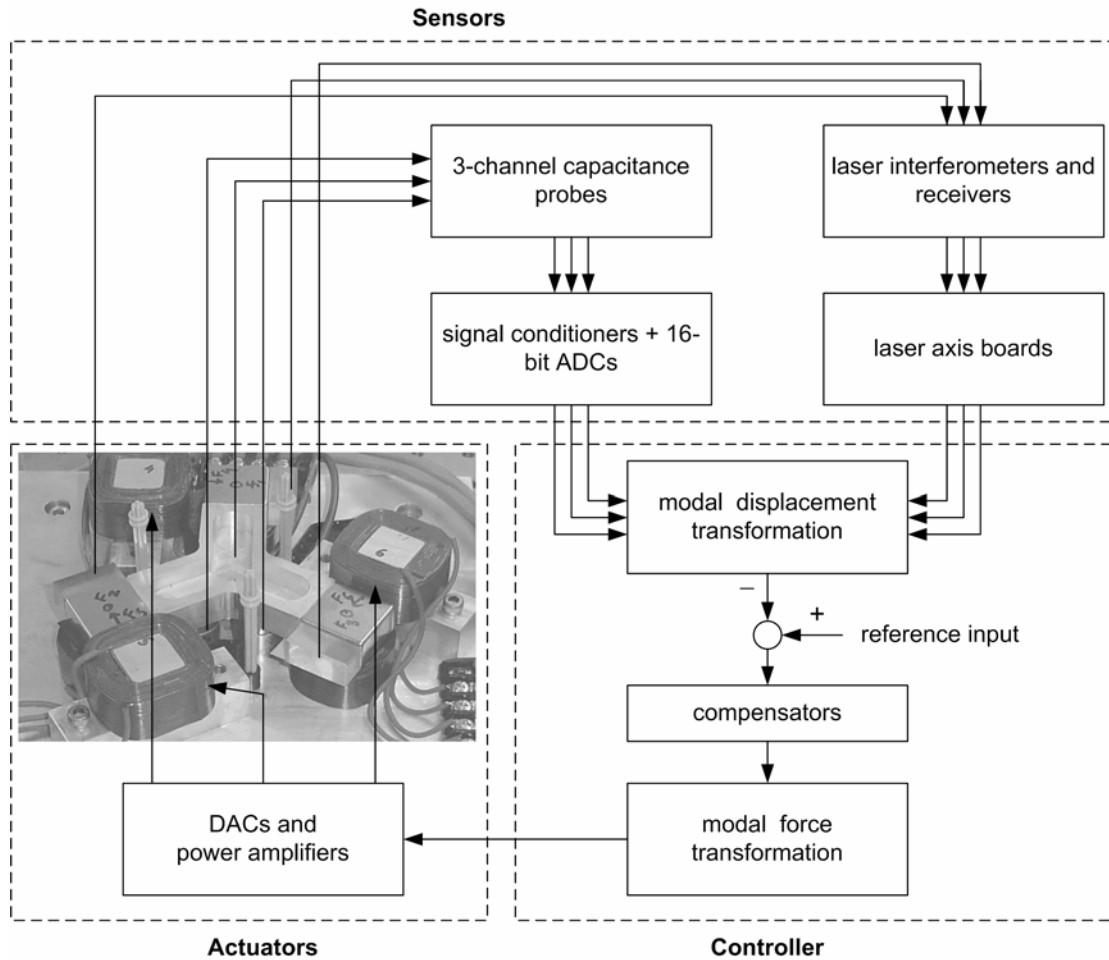 Sensors
3-channel capacitance
probes
laser interferometers and
receivers
signal conditioners + 16-
bit ADCs
laser axis boards
modal displacement
transformation
−
+
reference input
compensators
modal force
transformation
DACs and
power amplifiers
6
Actuators
Controller